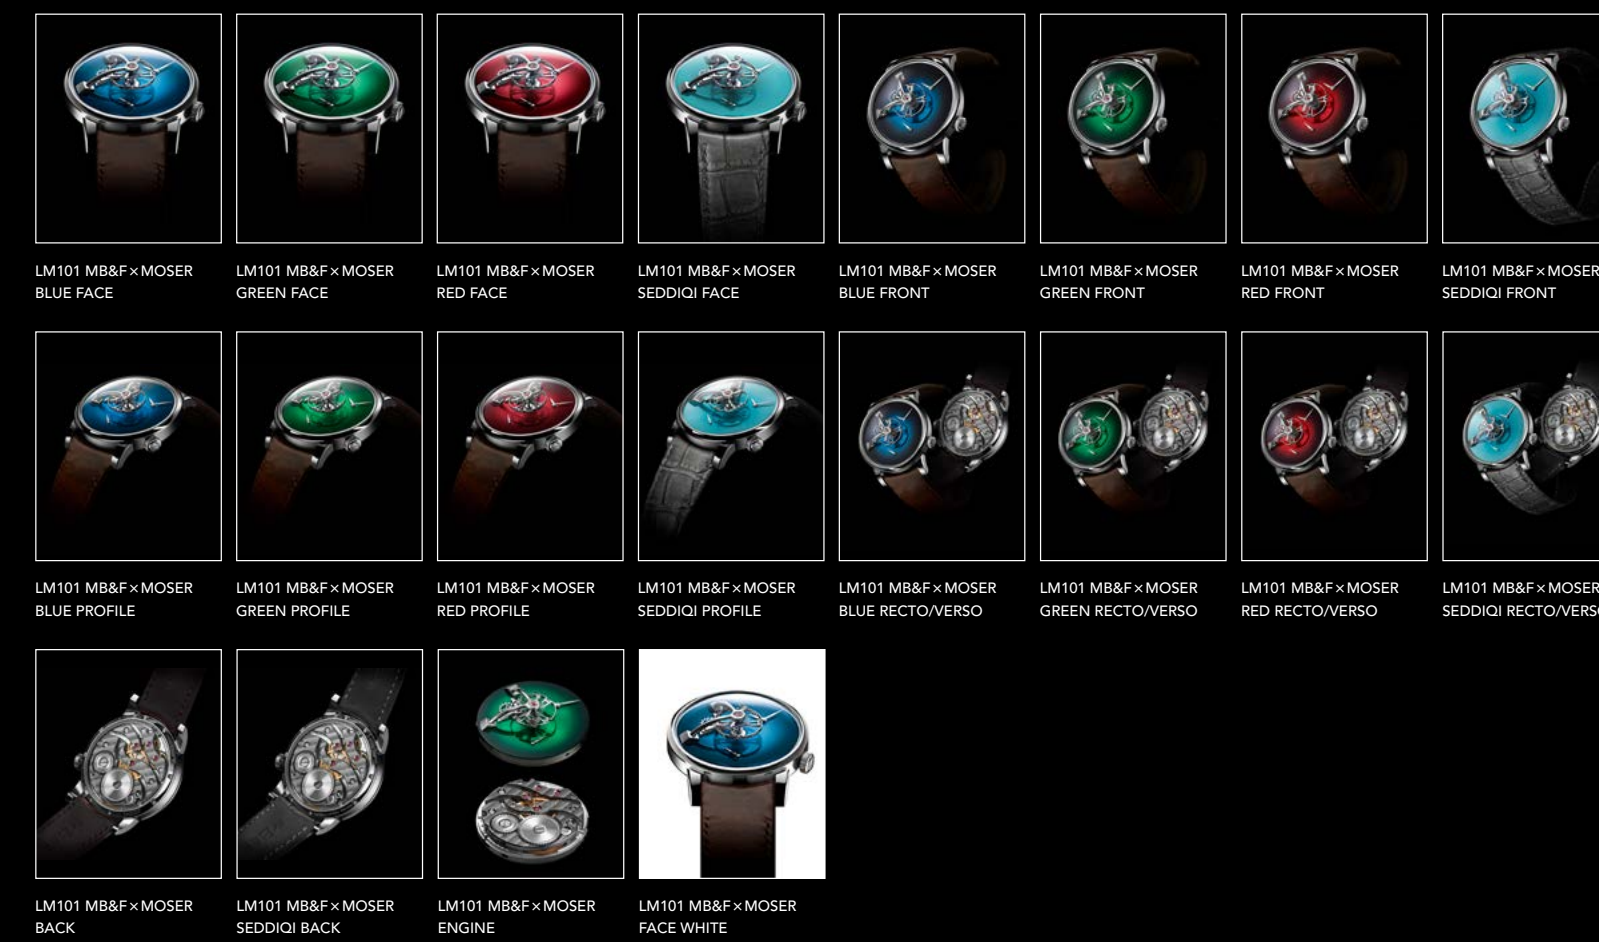 LM101 MB&F×MOSER
BLUE FACE
LM101 MB&F×MOSER
GREEN FACE
LM101 MB&F×MOSER
RED FACE
LM101 MB&F×MOSER
SEDDIQI FACE
LM101 MB&F×MOSER
BLUE FRONT
LM101 MB&F×MOSER
GREEN FRONT
LM101 MB&F×MOSER
RED FRONT
LM101 MB&F×MOSER
SEDDIQI FRONT
LM101 MB&F×MOSER
BLUE PROFILE
LM101 MB&F×MOSER
GREEN PROFILE
LM101 MB&F×MOSER
RED PROFILE
LM101 MB&F×MOSER
SEDDIQI PROFILE
LM101 MB&F×MOSER
BLUE RECTO/VERSO
LM101 MB&F×MOSER
GREEN RECTO/VERSO
LM101 MB&F×MOSER
RED RECTO/VERSO
LM101 MB&F×MOSER
SEDDIQI RECTO/VERSO
LM101 MB&F×MOSER
BACK
LM101 MB&F×MOSER
SEDDIQI BACK
LM101 MB&F×MOSER
ENGINE
LM101 MB&F×MOSER
FACE WHITE